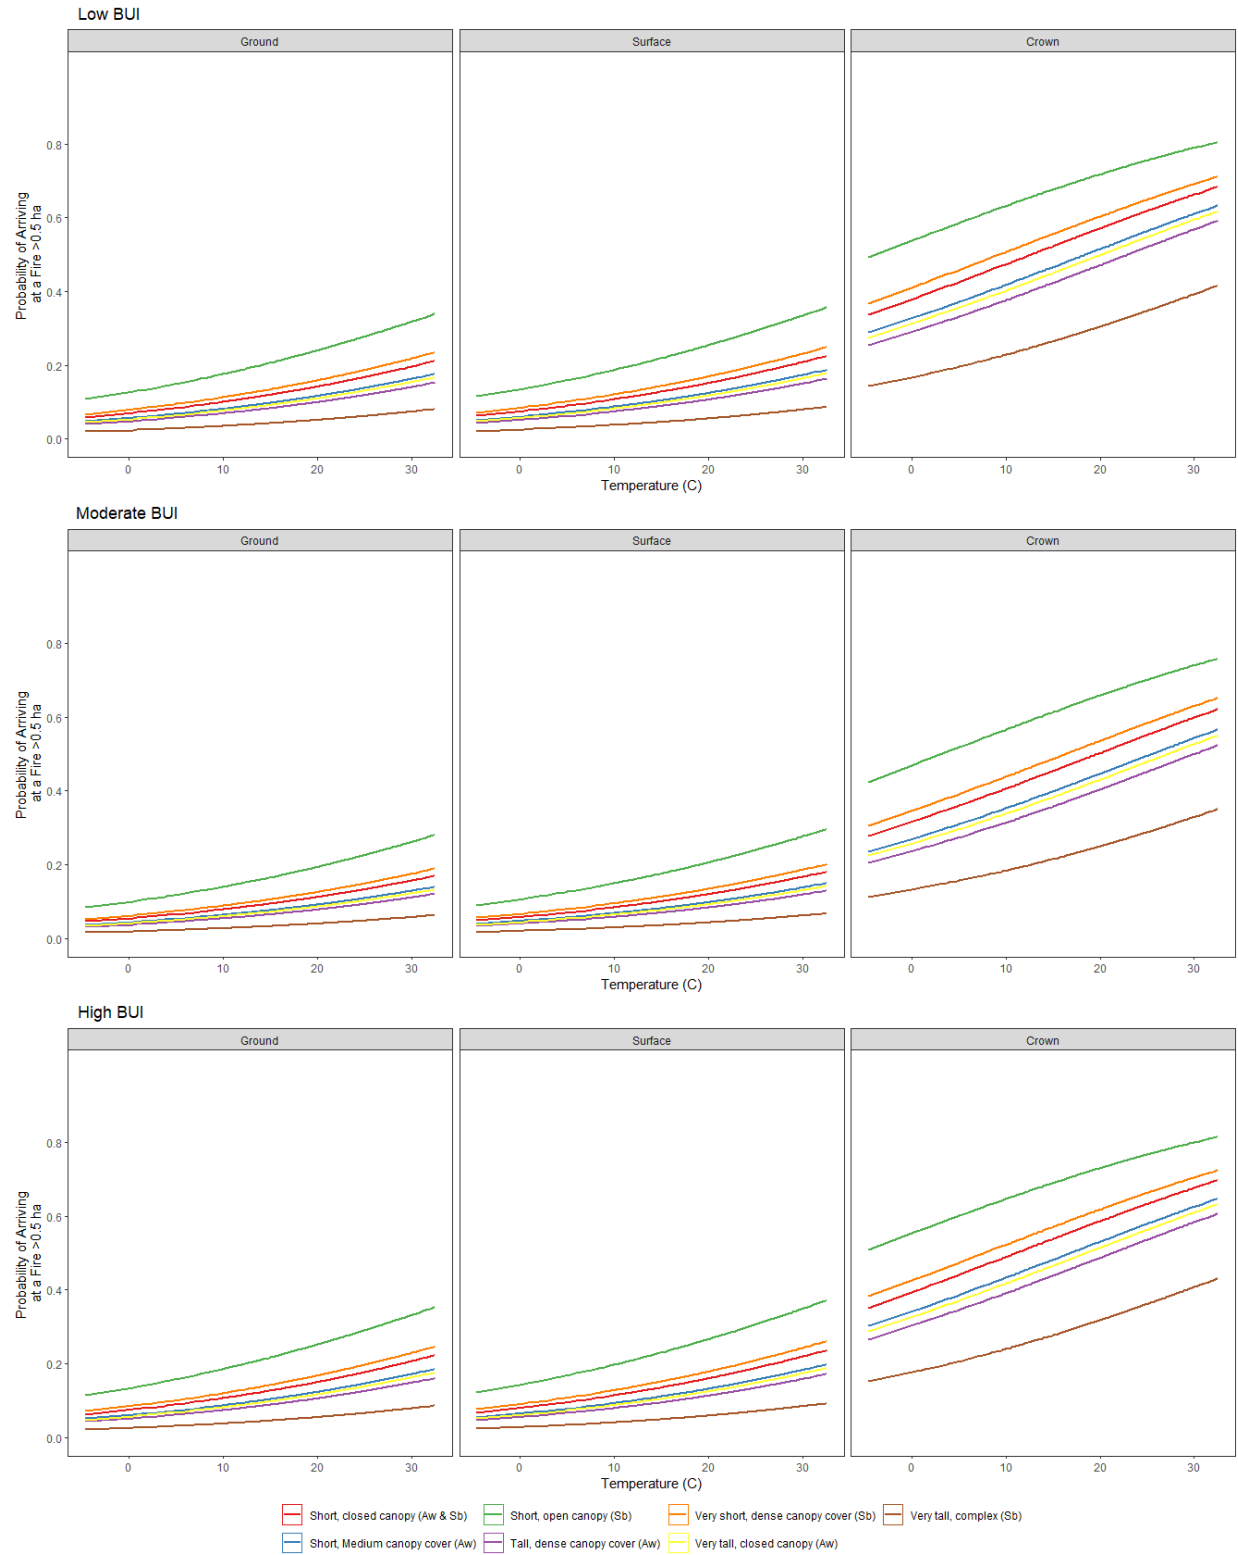 Low BUI
Ground Surface Crown
Probability of Arriving
at a Fire >0.5 ha
0.8
0.6
0.4
0.2
0.0
0 10 20 30 0 10 20 30 0 10 20 30
Temperature (C)
Moderate BUI
Ground Surface Crown
Probability of Arriving
at a Fire >0.5 ha
0.8
0.6
0.4
0.2
0.0
0 10 20 30 0 10 20 30 0 10 20 30
Temperature (C)
High BUI
Ground Surface Crown
Probability of Arriving
at a Fire >0.5 ha
0.8
0.6
0.4
0.2
0.0
0 10 20 30 0 10 20 30 0 10 20 30
Temperature (C)
Short, closed canopy (Aw & Sb) Short, open canopy (Sb) Very short, dense canopy cover (Sb) Very tall, complex (Sb)
Short, Medium canopy cover (Aw) Tall, dense canopy cover (Aw) Very tall, closed canopy (Aw)